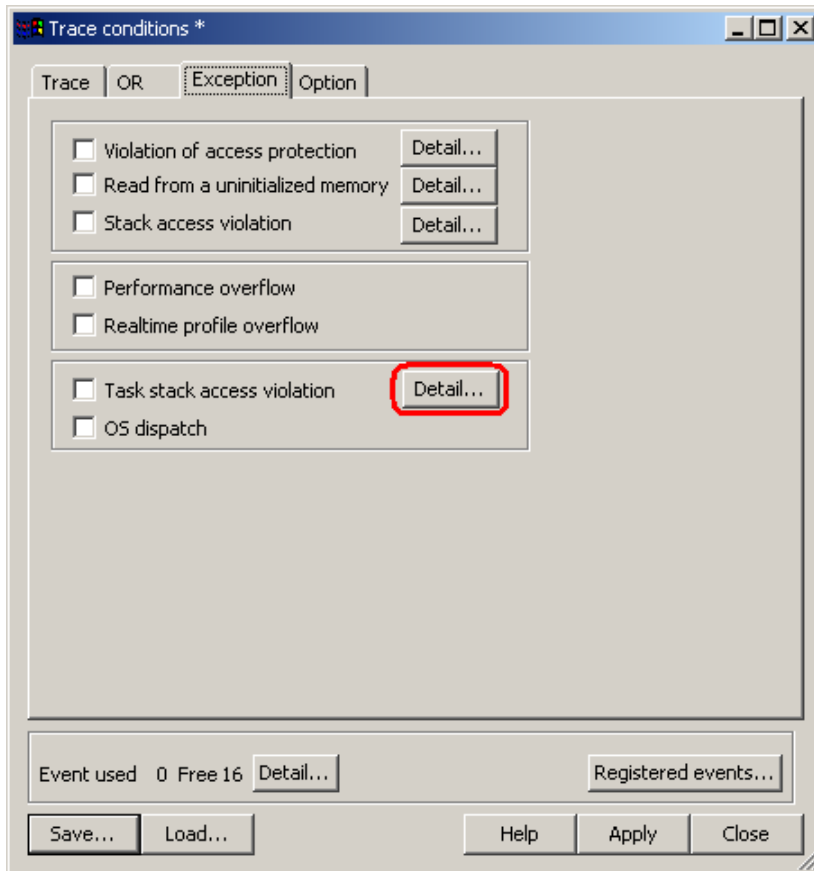 Trace conditions *
Trace OR Exception Option
Violation of access protection Detail...
Read from a uninitialized memory Detail...
Stack access violation Detail...
Performance overflow
Realtime profile overflow
Task stack access violation Detail...
OS dispatch
Event used 0 Free 16 Detail... Registered events...
Save... Load... Help Apply Close